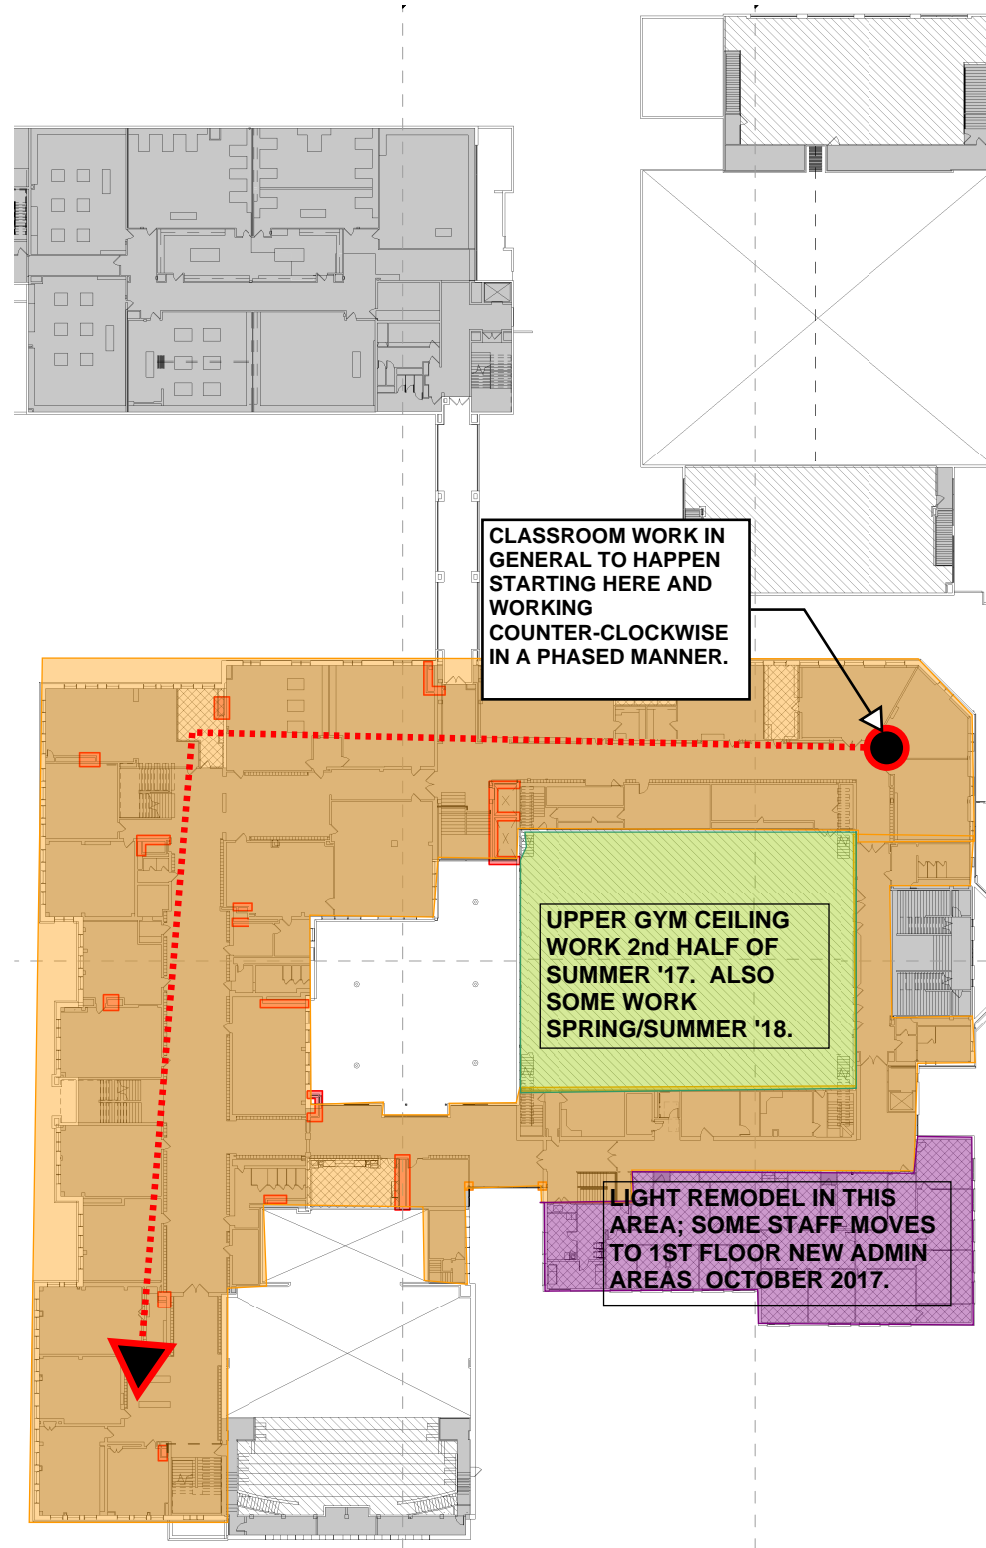 CLASSROOM WORK IN
GENERAL TO HAPPEN
STARTING HERE AND
WORKING
COUNTER-CLOCKWISE
IN A PHASED MANNER.
UPPER GYM CEILING
WORK 2nd HALF OF
SUMMER '17. ALSO
SOME WORK
SPRING/SUMMER '18.
LIGHT REMODEL IN THIS
AREA; SOME STAFF MOVES
TO 1ST FLOOR NEW ADMIN
AREAS OCTOBER 2017.